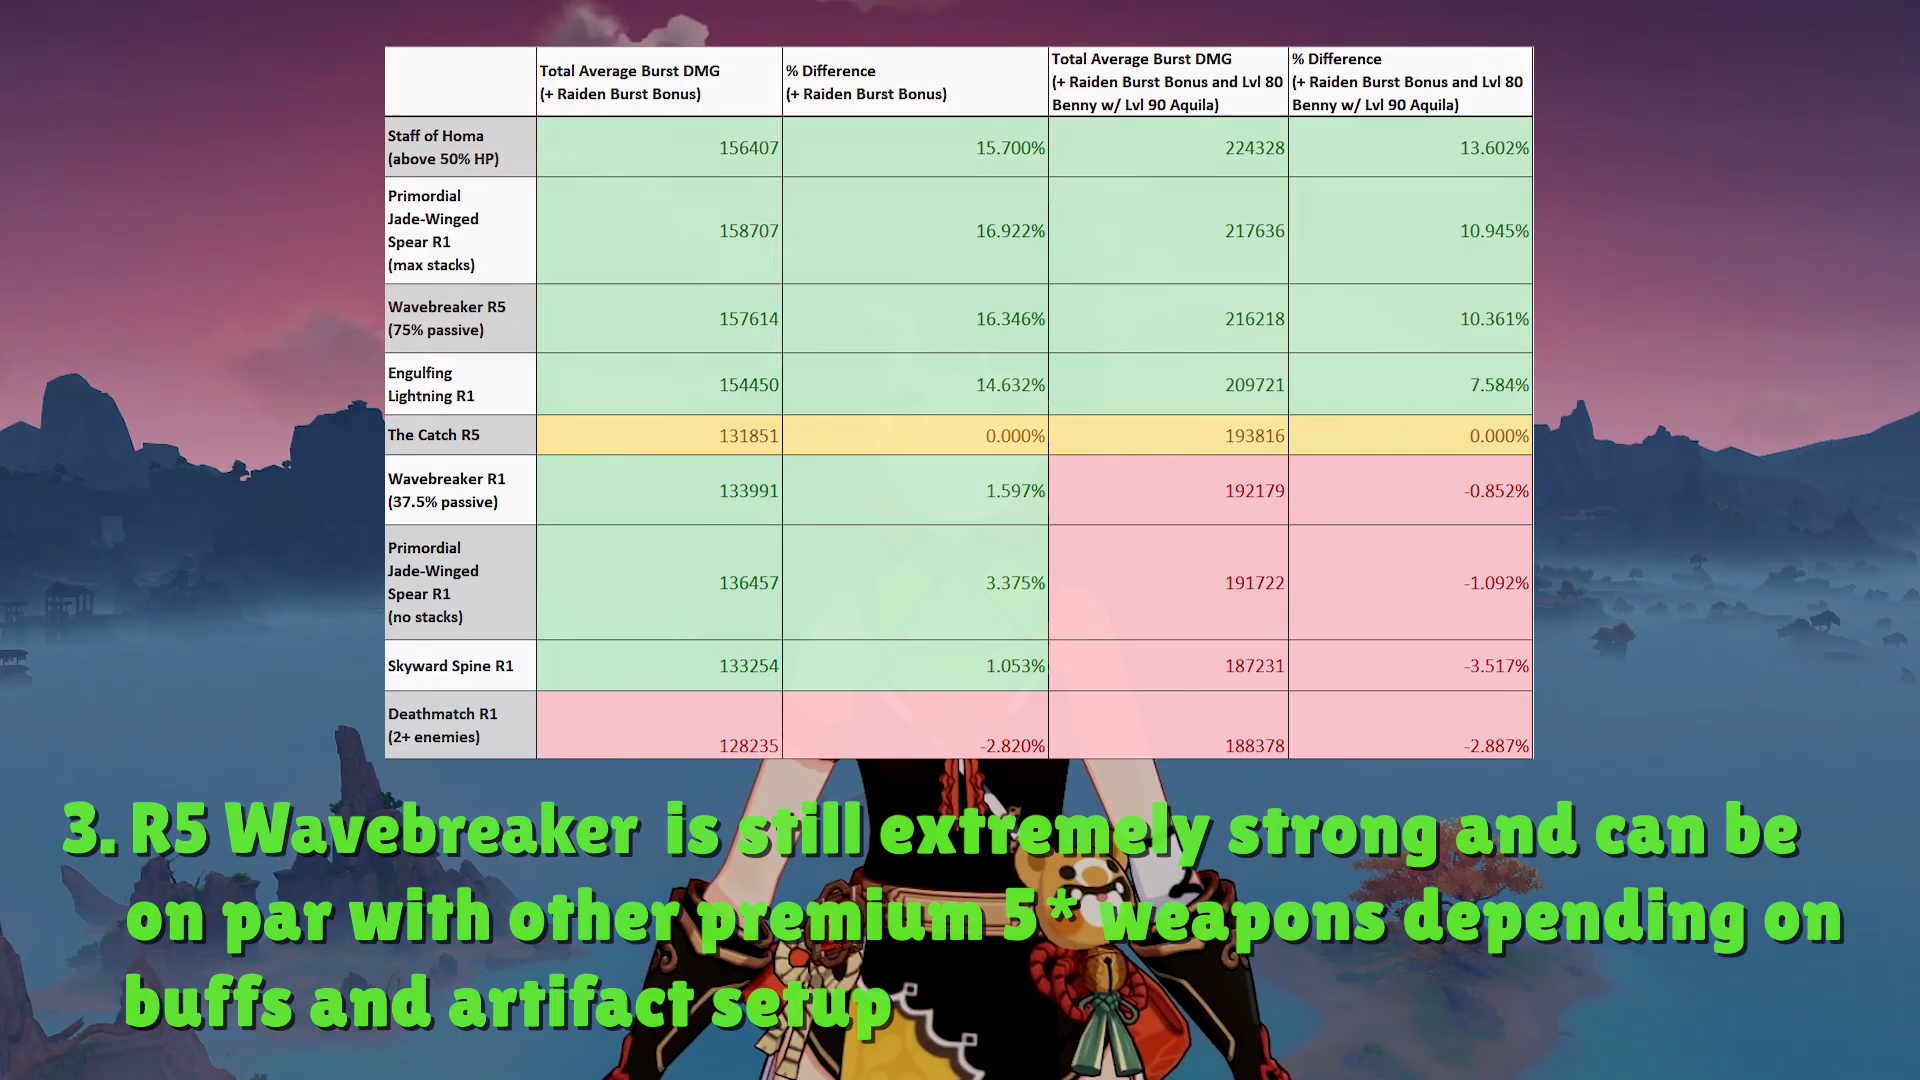 Total Average Burst DMG
(+ Raiden Burst Bonus)
% Difference
(+ Raiden Burst Bonus)
Total Average Burst DMG
(+ Raiden Burst Bonus and Lvl 80
Benny w/ Lvl 90 Aquila)
% Difference
(+ Raiden Burst Bonus and Lvl 80
Benny w/ Lvl 90 Aquila)
Staff of Homa
(above 50% HP)
156407
15.700%
224328
13.602%
Primordial
Jade-Winged
Spear R1
(max stacks)
158707
16.922%
217636
10.945%
Wavebreaker R5
(75% passive)
157614
16.346%
216218
10.361%
Engulfing
Lightning R1
154450
14.632%
209721
7.584%
The Catch R5
131851
0.000%
193816
0.000%
Wavebreaker R1
(37.5% passive)
133991
1.597%
192179
-0.852%
Primordial
Jade-Winged
Spear R1
(no stacks)
136457
3.375%
191722
-1.092%
Skyward Spine R1
133254
1.053%
187231
-3.517%
Deathmatch R1
(2+ enemies)
128235
-2.820%
188378
-2.887%
3. R5 Wavebreaker is still extremely strong and can be
on par with other premium 5* weapons depending on
buffs and artifact setup